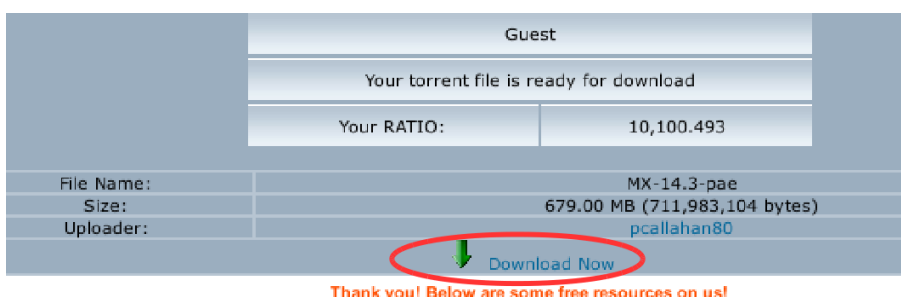 Guest
Your torrent file is ready for download
Your RATIO: 10,100.493
File Name: MX-14.3-pae
Size: 679.00 MB (711,983,104 bytes)
Uploader: pcallahan80
Download Now
Thank you! Below are some free resources on us!